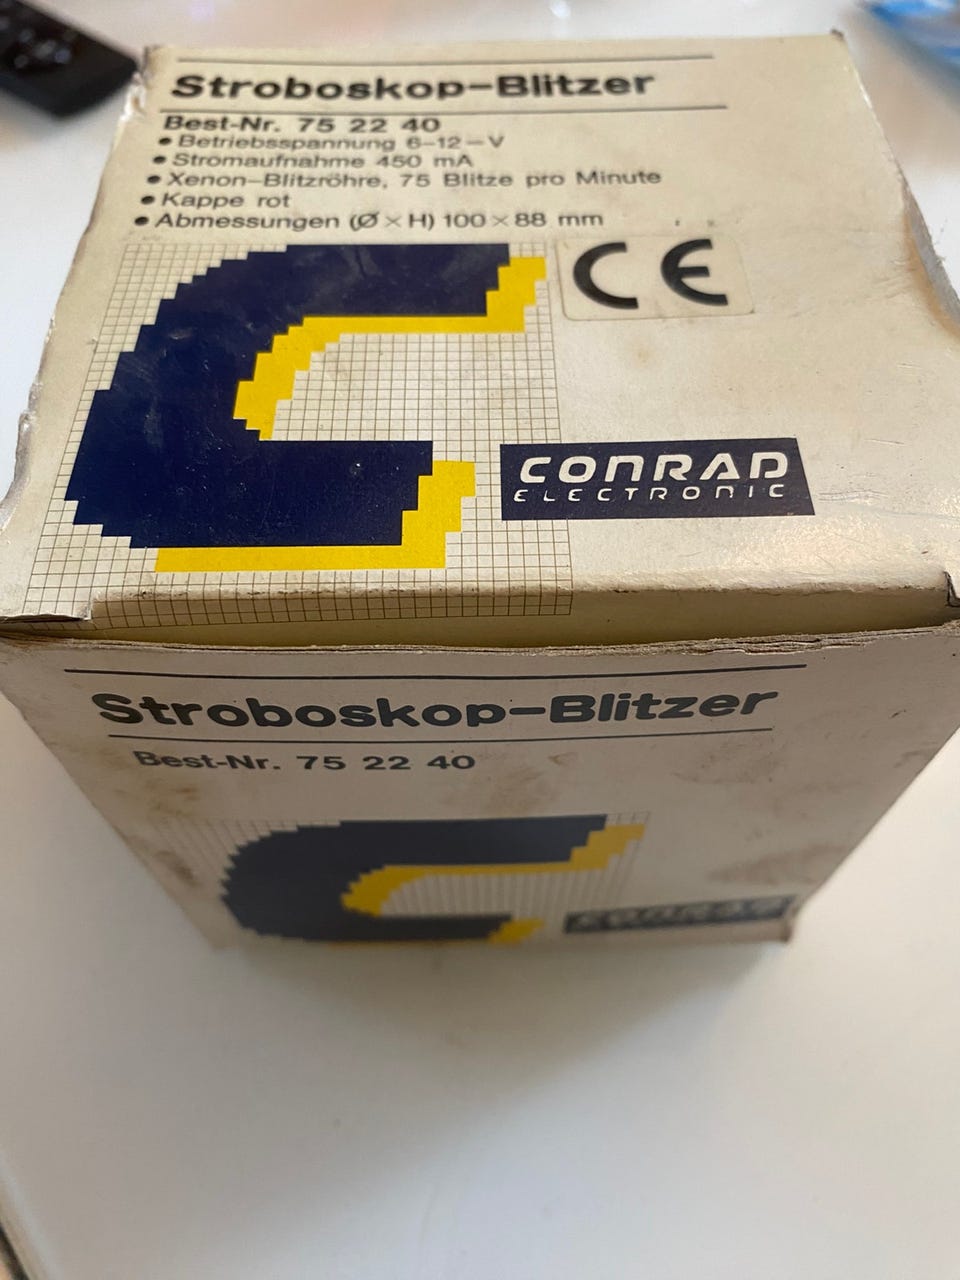 Stroboskop-Blitzer
Best-Nr. 75 22 40
• Betriebsspannung 6-12-V
• Stromaufnahme 450 mA
• Xenon-Blitzröhre, 75 Blitze pro Minute
• Kappe rot
• Abmessungen (Ø × H) 100 × 88 mm
CE
CONRAD
ELECTRONIC
Stroboskop-Blitzer
Best-Nr. 75 22 40
CONRAD